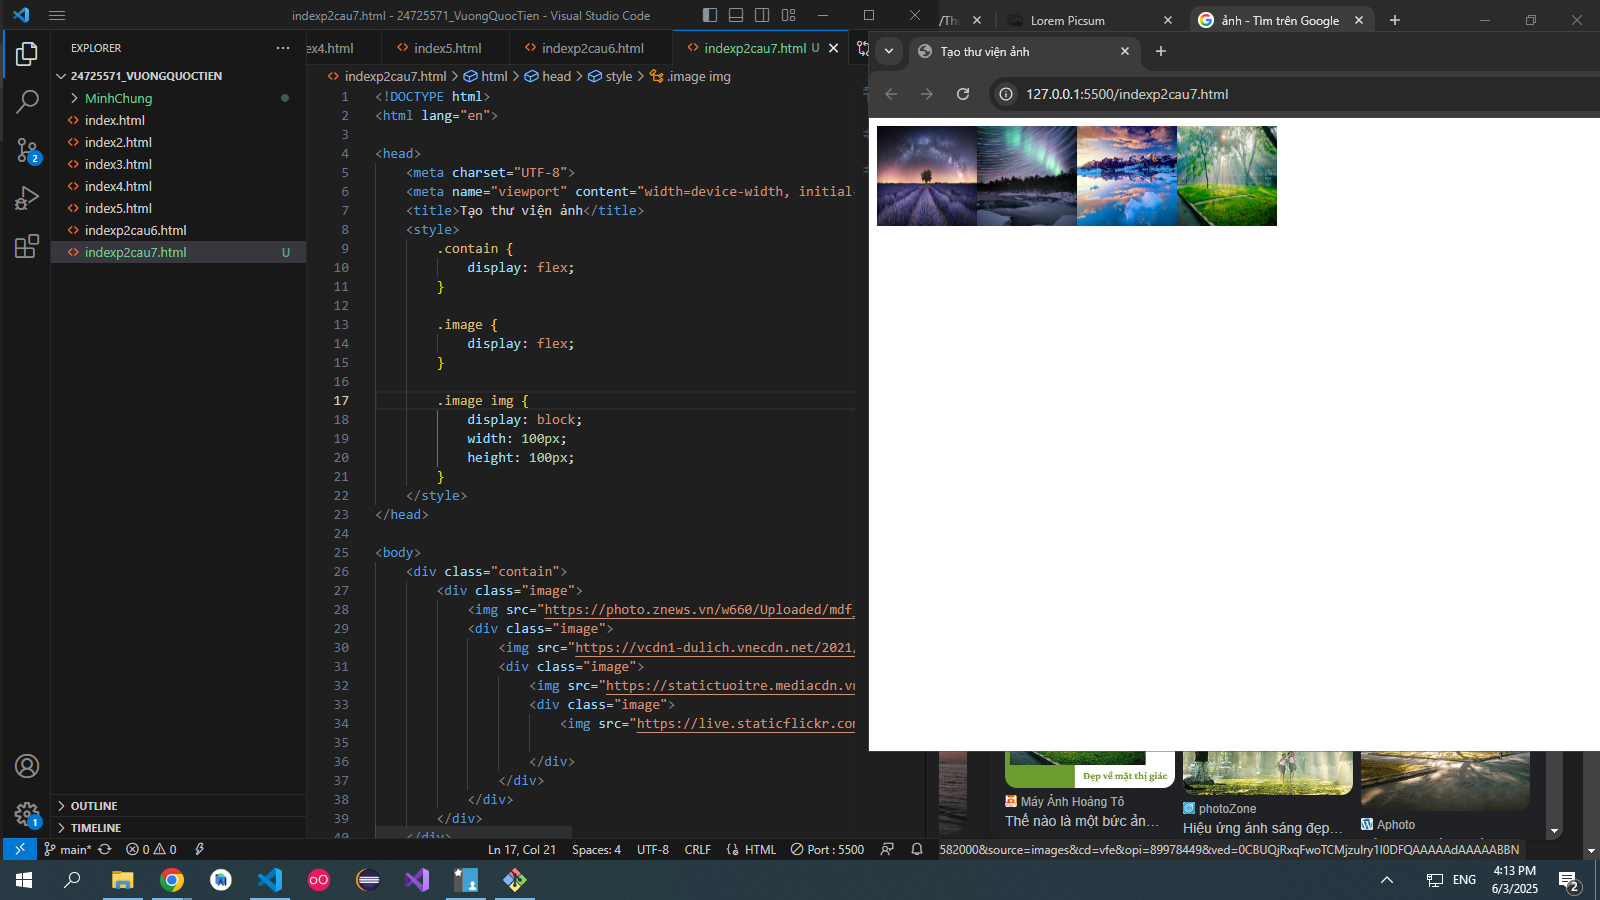 indexp2cau7.html - 24725571_VuongQuocTien - Visual Studio Code
EXPLORER
24725571_VUONGQUOCTIEN
MinhChung
index.html
index2.html
index3.html
index4.html
index5.html
indexp2cau6.html
indexp2cau7.html U
OUTLINE
TIMELINE
ex4.html
index5.html
indexp2cau6.html
indexp2cau7.html U
indexp2cau7.html > html > head > style > .image img
1 <!DOCTYPE html>
2 <html lang="en">
3
4 <head>
5 <meta charset="UTF-8">
6 <meta name="viewport" content="width=device-width, initial-
7 <title>Tạo thư viện ảnh</title>
8 <style>
9 .contain {
10 display: flex;
11 }
12
13 .image {
14 display: flex;
15 }
16
17 .image img {
18 display: block;
19 width: 100px;
20 height: 100px;
21 }
22 </style>
23 </head>
24
25 <body>
26 <div class="contain">
27 <div class="image">
28 <img src="https://photo.znews.vn/w660/Uploaded/mdf_
29 <div class="image">
30 <img src="https://vcdn1-dulich.vnecdn.net/2021/
31 <div class="image">
32 <img src="https://statictuoitre.mediacdn.vn
33 <div class="image">
34 <img src="https://live.staticflickr.com
35
36 </div>
37 </div>
38 </div>
39 </div>
40 </div>
/Thu
Lorem Picsum
ảnh - Tìm trên Google
Tạo thư viện ảnh
127.0.0.1:5500/indexp2cau7.html
Đẹp về mặt thị giác
Máy Ảnh Hoảng Tô
Thế nào là một bức ản...
photoZone
Hiệu ứng ánh sáng đẹp...
Aphoto
2
1
main* 0 0 Ln 17, Col 21 Spaces: 4 UTF-8 CRLF {} HTML Port : 5500
582000&source=images&cd=vfe&opi=89978449&ved=0CBUQjRxqFwoTCMjzulry1I0DFQAAAAAdAAAAABBN
ENG
4:13 PM
6/3/2025
2